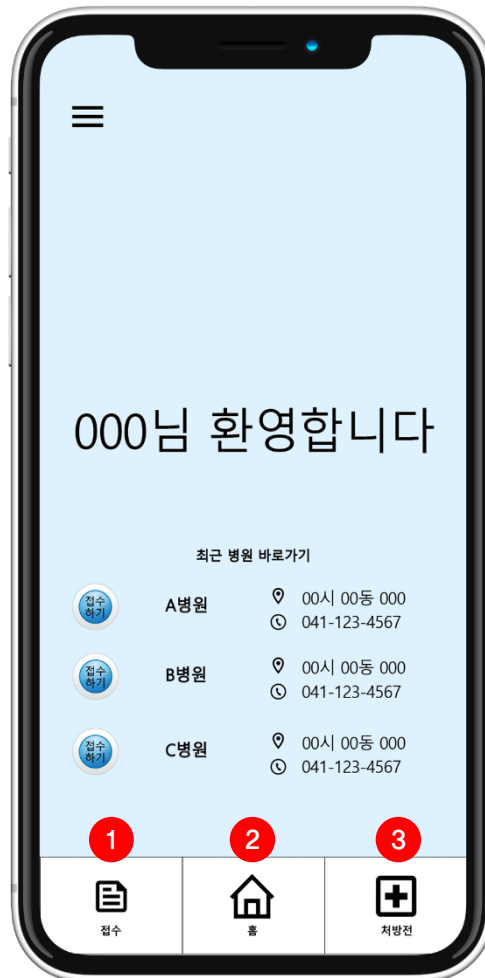 000님 환영합니다
최근 병원 바로가기
접수
하기
A병원
00시 00동 000
041-123-4567
접수
하기
B병원
00시 00동 000
041-123-4567
접수
하기
C병원
00시 00동 000
041-123-4567
1
2
3
접수
홈
처방전